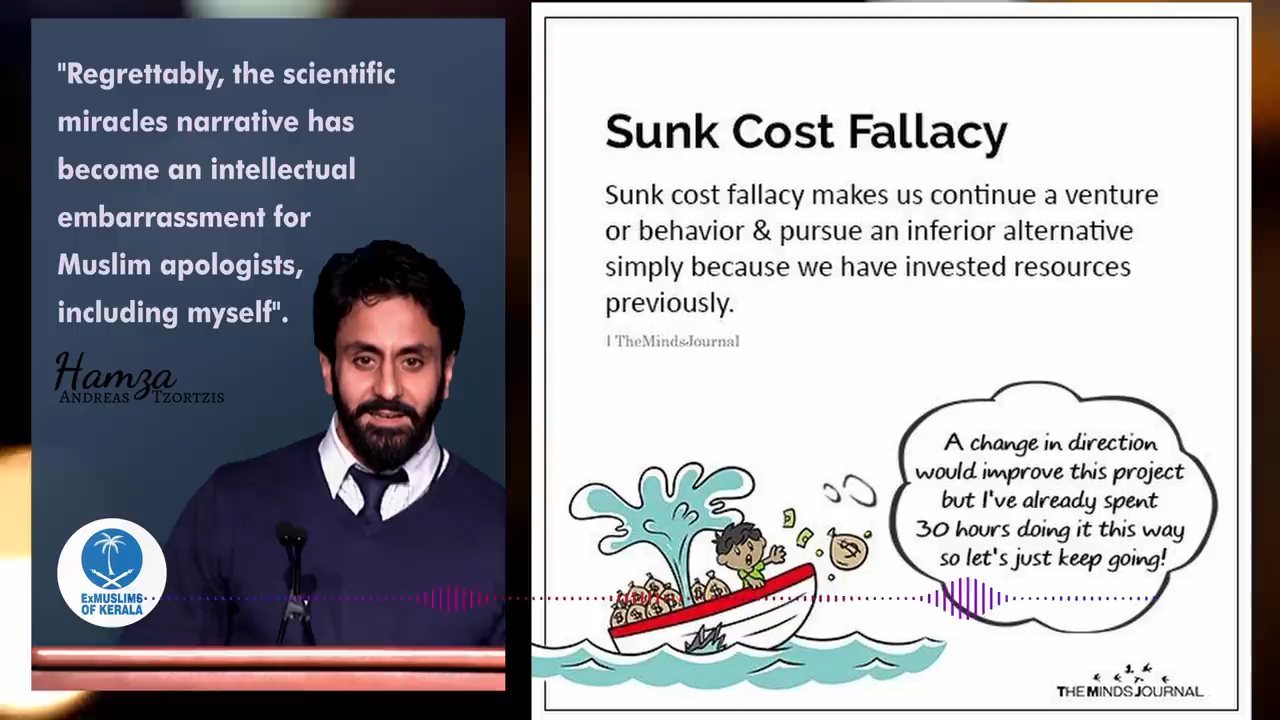 "Regrettably, the scientific
miracles narrative has
become an intellectual
embarrassment for
Muslim apologists,
including myself".
Hamza
ANDREAS TZORTZIS
ExMUSLIMS
OF KERALA
Sunk Cost Fallacy
Sunk cost fallacy makes us continue a venture
or behavior & pursue an inferior alternative
simply because we have invested resources
previously.
| TheMindsJournal
A change in direction
would improve this project
but I've already spent
30 hours doing it this way
so let's just keep going!
THEMINDSJOURNAL